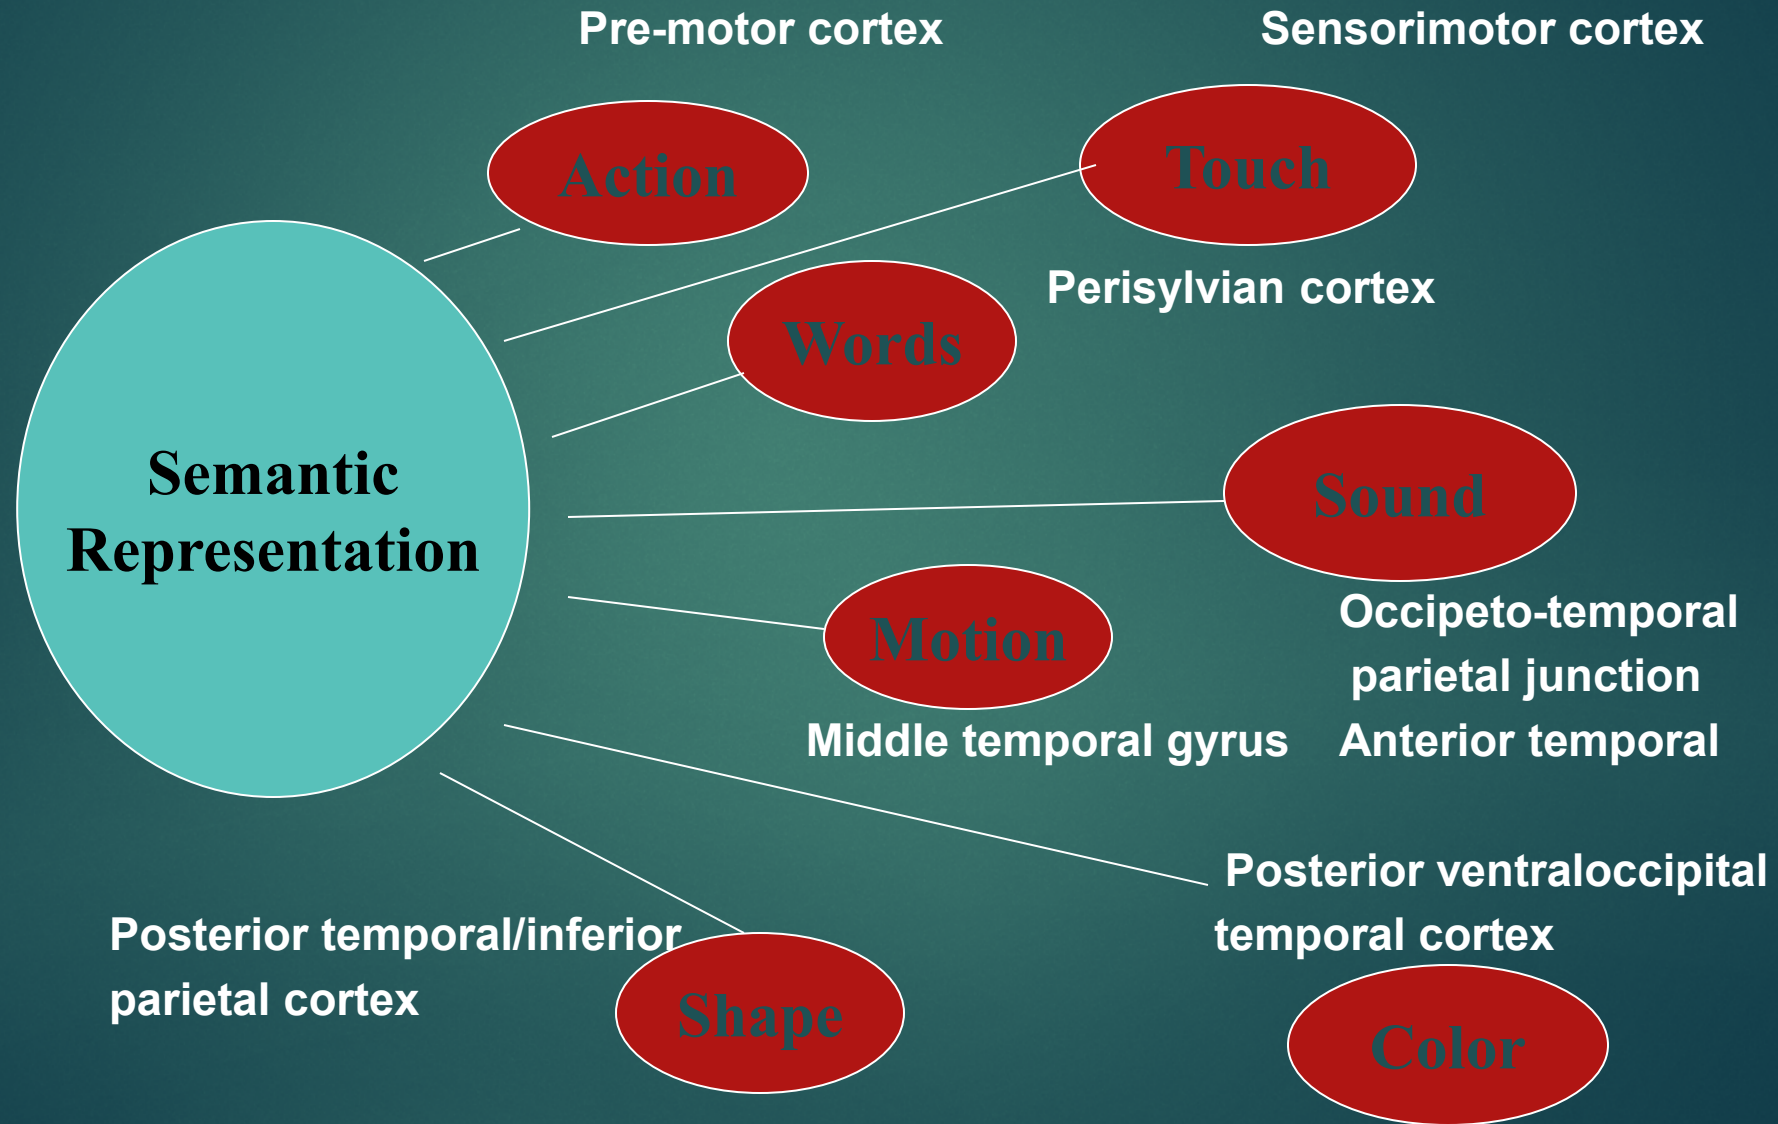 Pre-motor cortex
Sensorimotor cortex
Action
Touch
Perisylvian cortex
Words
Semantic
Representation
Sound
Motion
Occipeto-temporal
parietal junction
Middle temporal gyrus
Anterior temporal
Posterior ventraloccipital
temporal cortex
Posterior temporal/inferior
parietal cortex
Shape
Color